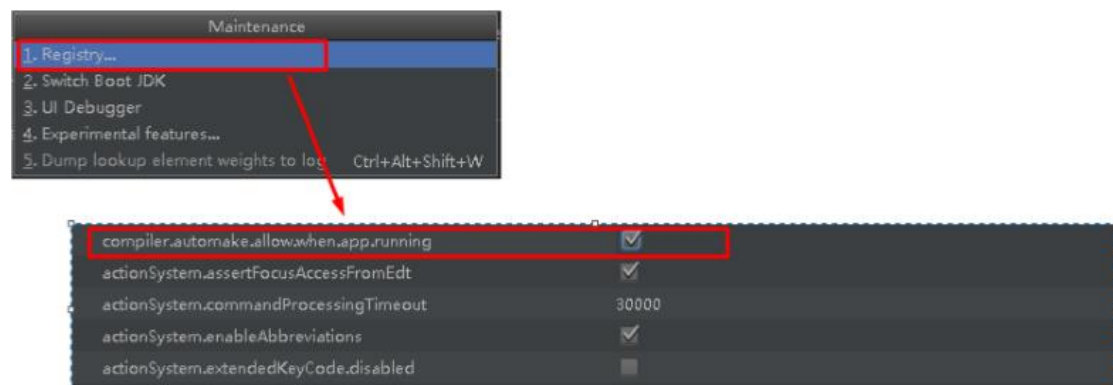 Maintenance
1. Registry...
2. Switch Boot JDK
3. UI Debugger
4. Experimental features...
5. Dump lookup element weights to log Ctrl+Alt+Shift+W
compiler.automake.allow.when.app.running
actionSystem.assertFocusAccessFromEdt
actionSystem.commandProcessingTimeout 30000
actionSystem.enableAbbreviations
actionSystem.extendedKeyCode.disabled